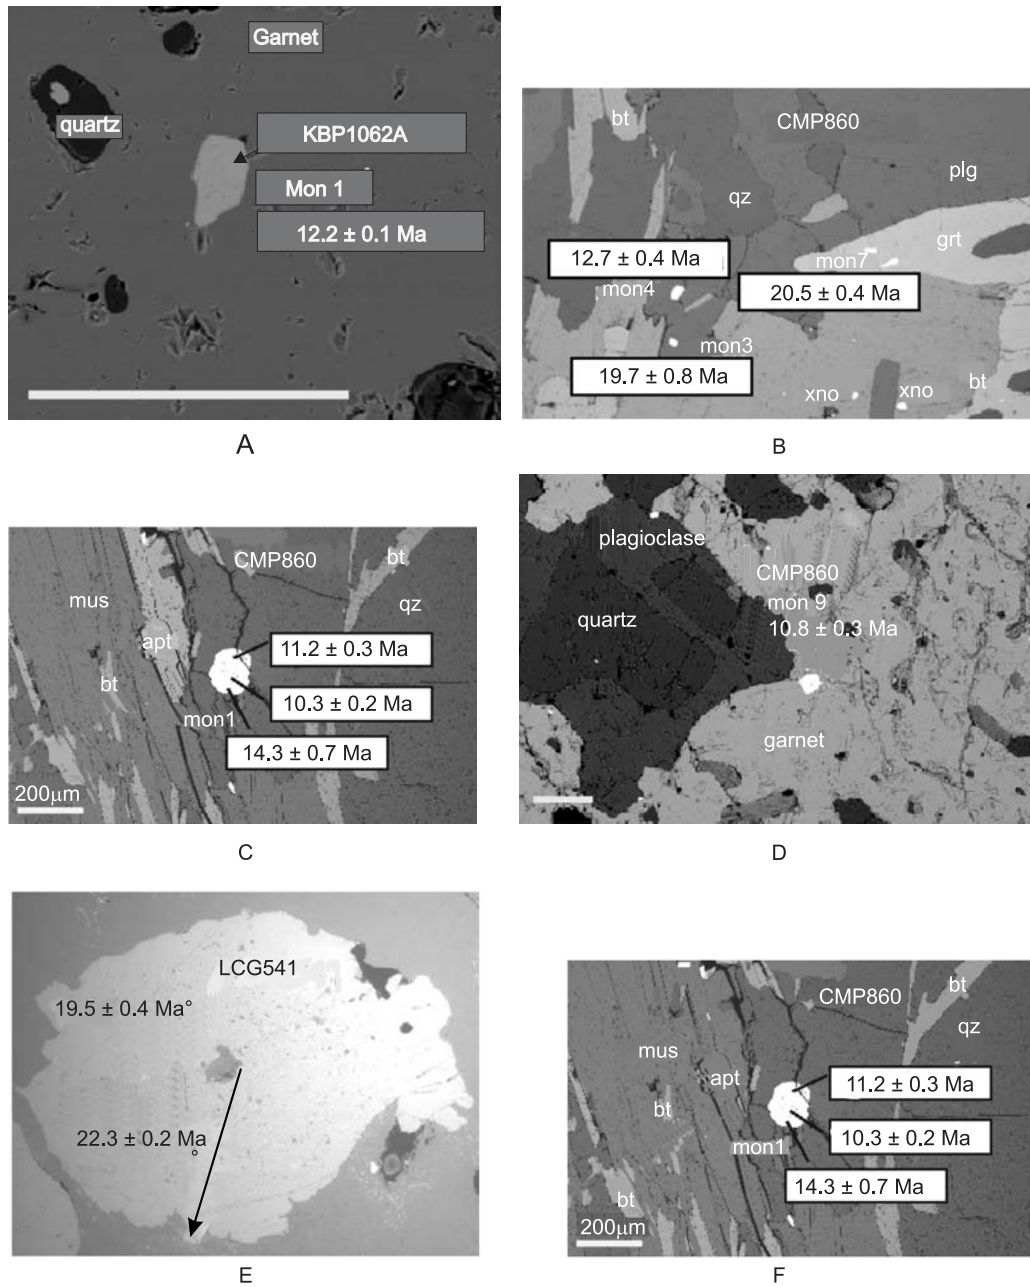 Garnet
quartz
KBP1062A
Mon 1
12.2 ± 0.1 Ma
A
bt
CMP860
plg
qz
grt
12.7 ± 0.4 Ma
mon7
mon4
20.5 ± 0.4 Ma
mon3
19.7 ± 0.8 Ma
xno
xno
bt
B
CMP860
bt
mus
qz
apt
11.2 ± 0.3 Ma
bt
10.3 ± 0.2 Ma
mon1
14.3 ± 0.7 Ma
200μm
C
plagioclase
CMP860
mon 9
quartz
10.8 ± 0.3 Ma
garnet
D
LCG541
19.5 ± 0.4 Ma°
22.3 ± 0.2 Ma
°
E
CMP860
bt
qz
mus
apt
11.2 ± 0.3 Ma
bt
10.3 ± 0.2 Ma
mon1
14.3 ± 0.7 Ma
bt
200μm
F